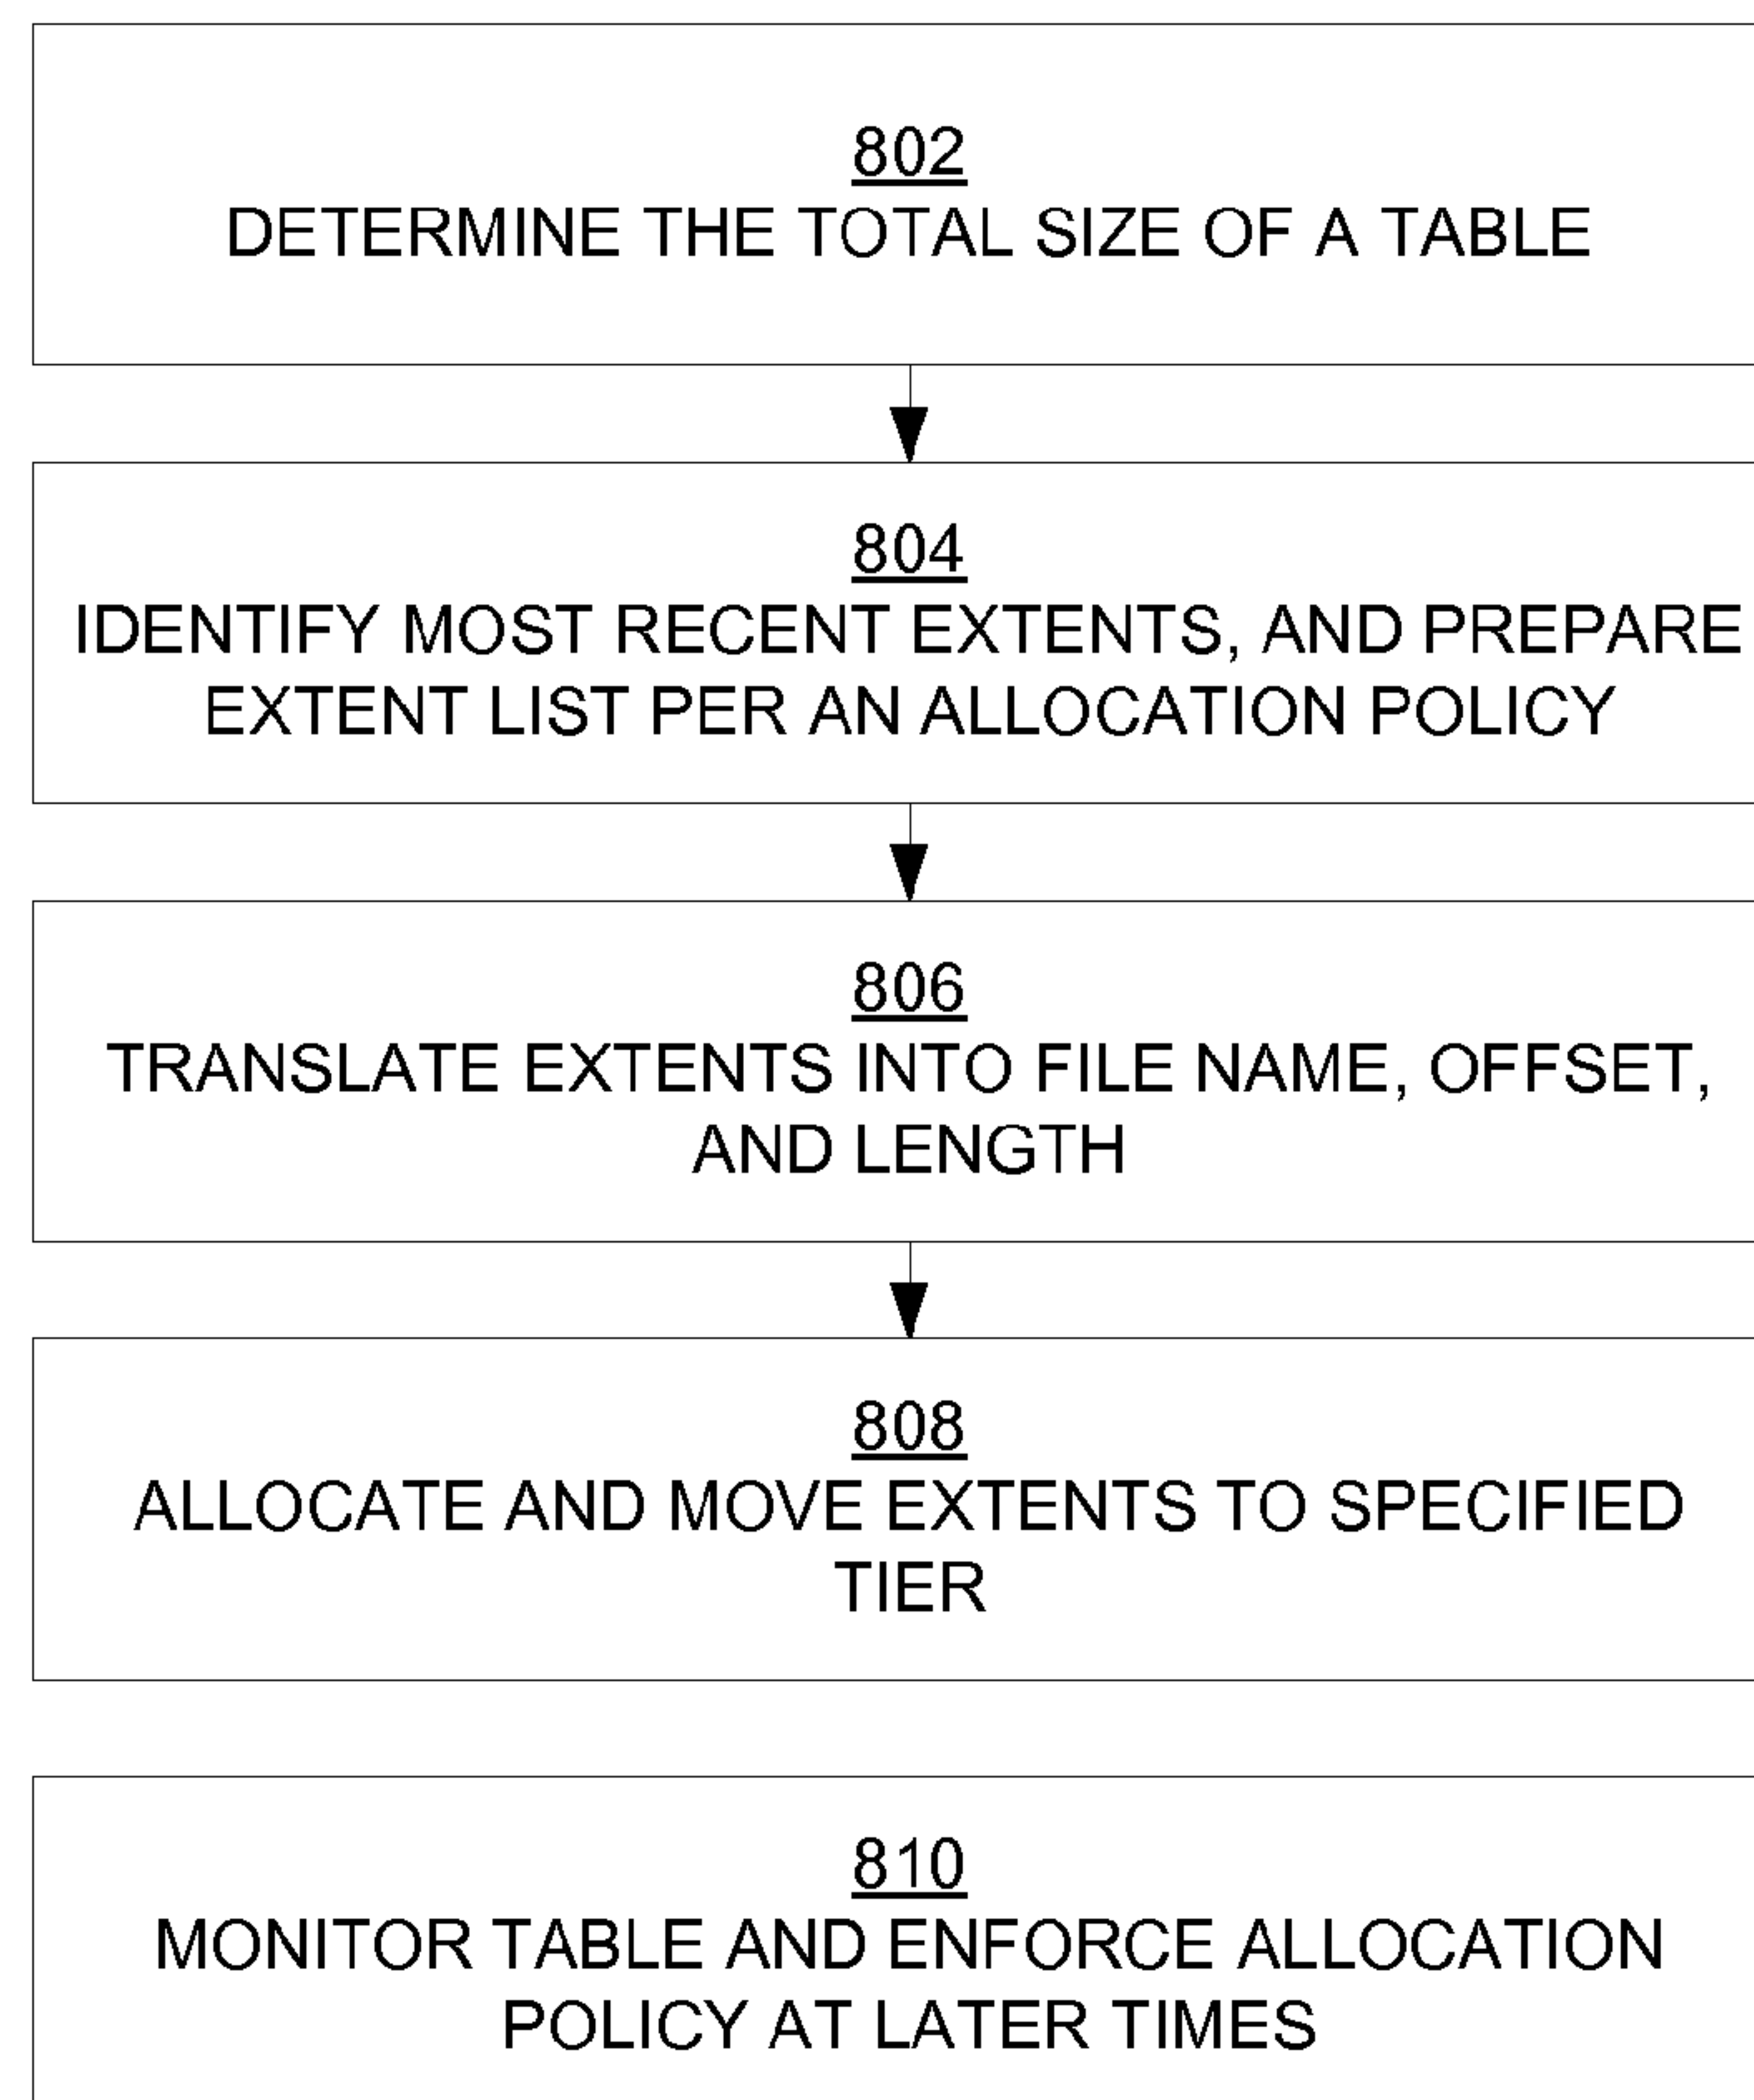 802
DETERMINE THE TOTAL SIZE OF A TABLE
804
IDENTIFY MOST RECENT EXTENTS, AND PREPARE
EXTENT LIST PER AN ALLOCATION POLICY
806
TRANSLATE EXTENTS INTO FILE NAME, OFFSET,
AND LENGTH
808
ALLOCATE AND MOVE EXTENTS TO SPECIFIED
TIER
810
MONITOR TABLE AND ENFORCE ALLOCATION
POLICY AT LATER TIMES